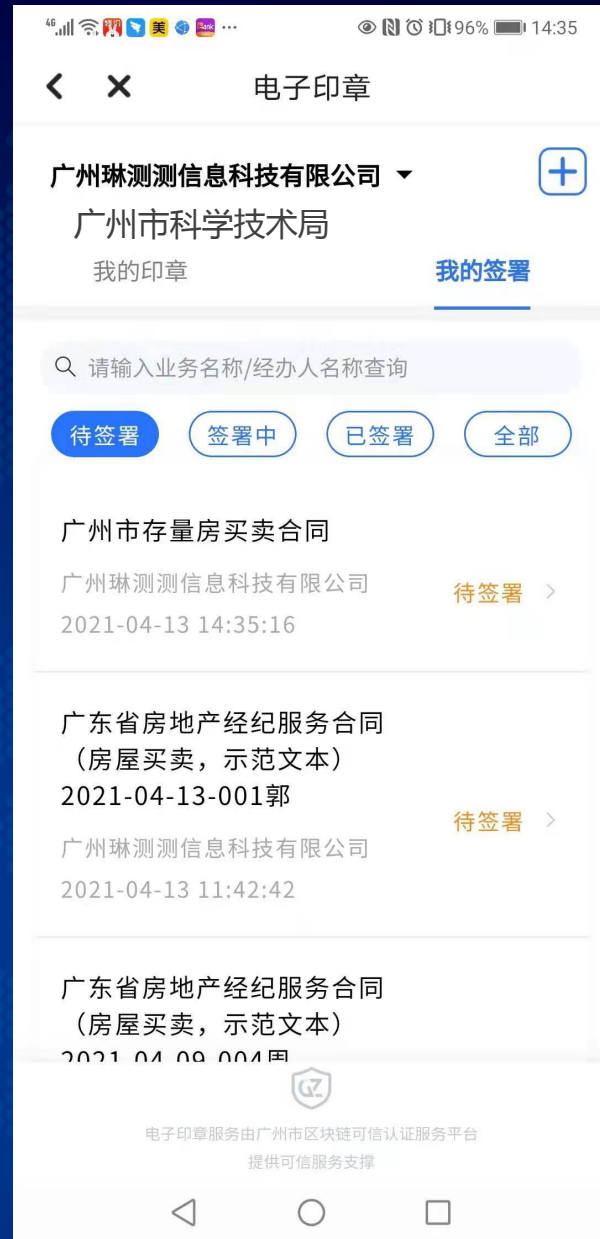 46 96% 14:35
电子印章
广州琳测测信息科技有限公司
广州市科学技术局
我的印章 我的签署
请输入业务名称/经办人名称查询
待签署 签署中 已签署 全部
广州市存量房买卖合同
广州琳测测信息科技有限公司
待签署
2021-04-13 14:35:16
广东省房地产经纪服务合同
（房屋买卖，示范文本）
2021-04-13-001郭
待签署
广州琳测测信息科技有限公司
2021-04-13 11:42:42
广东省房地产经纪服务合同
（房屋买卖，示范文本）
2021-04-09-004周
GZ
电子印章服务由广州市区块链可信认证服务平台
提供可信服务支撑